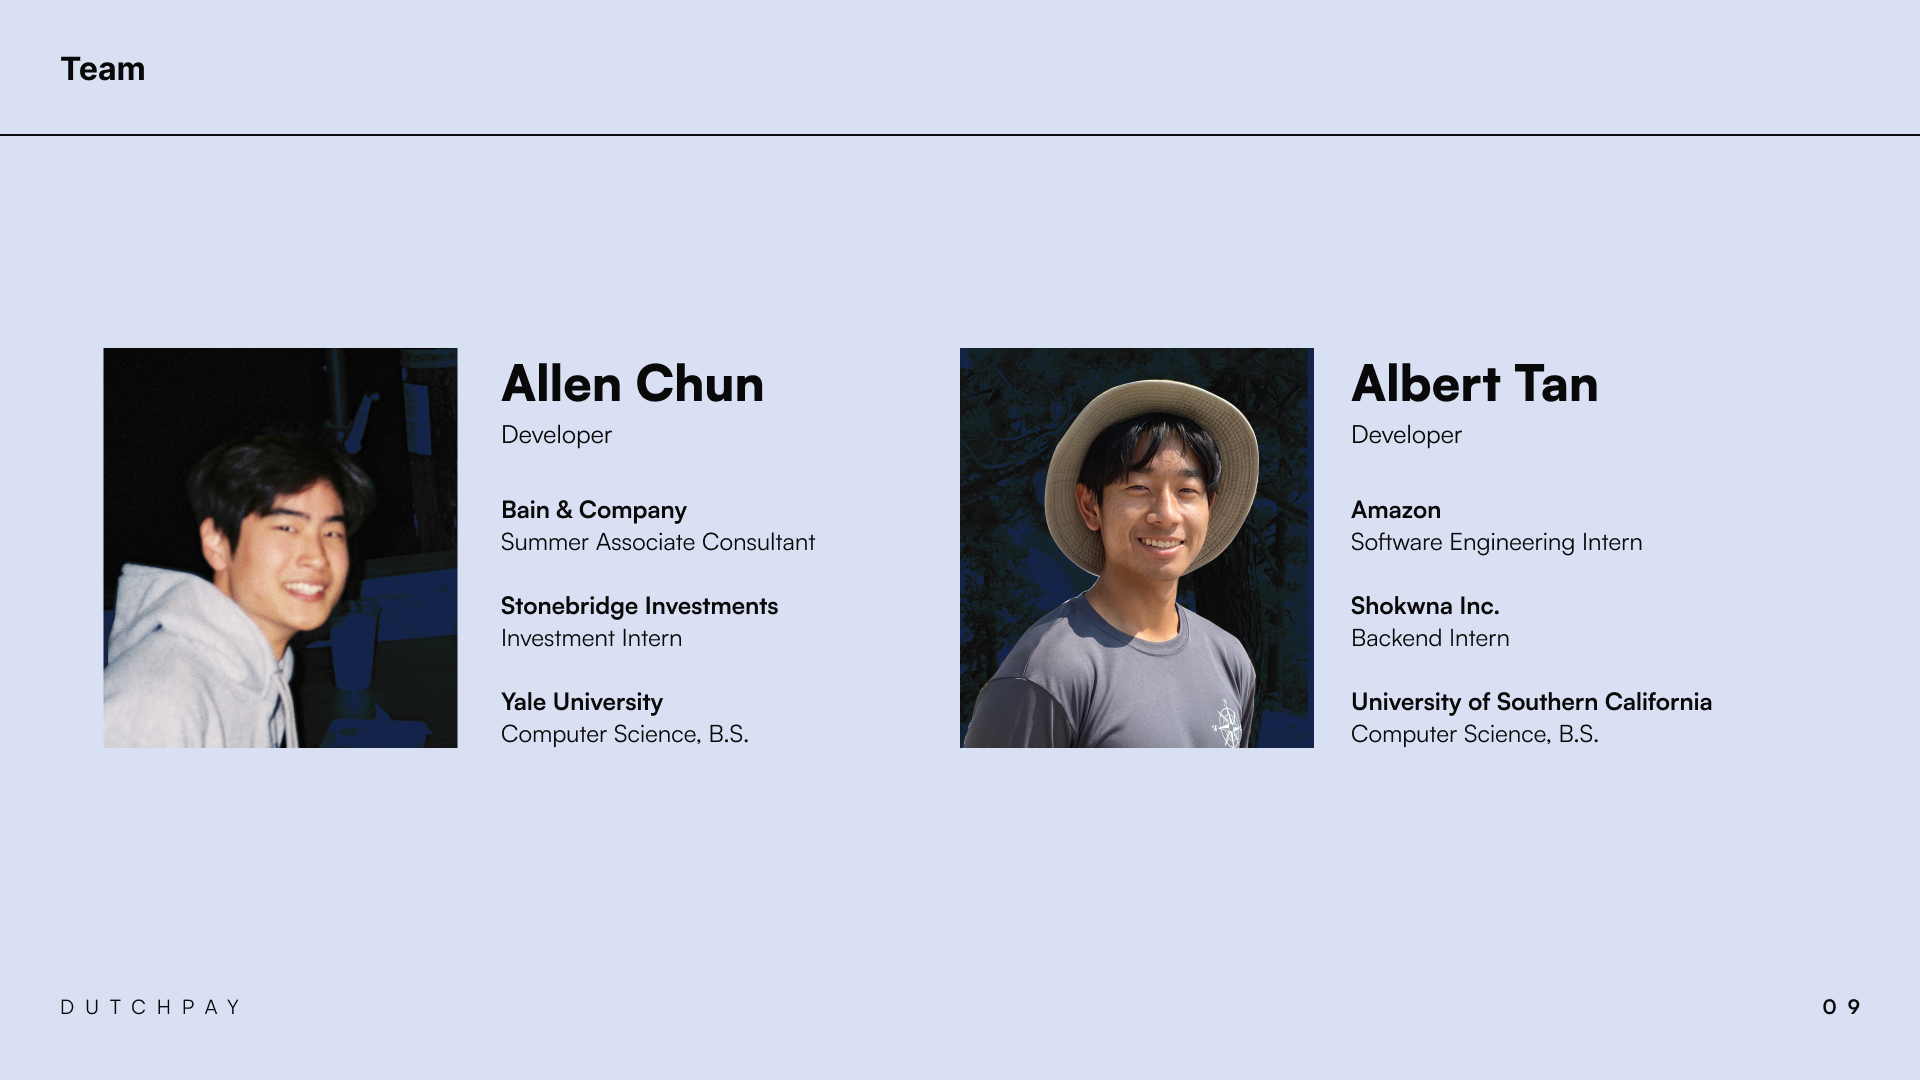 Team
Allen Chun
Developer
Bain & Company
Summer Associate Consultant
Stonebridge Investments
Investment Intern
Yale University
Computer Science, B.S.
Albert Tan
Developer
Amazon
Software Engineering Intern
Shokwna Inc.
Backend Intern
University of Southern California
Computer Science, B.S.
DUTCHPAY
09